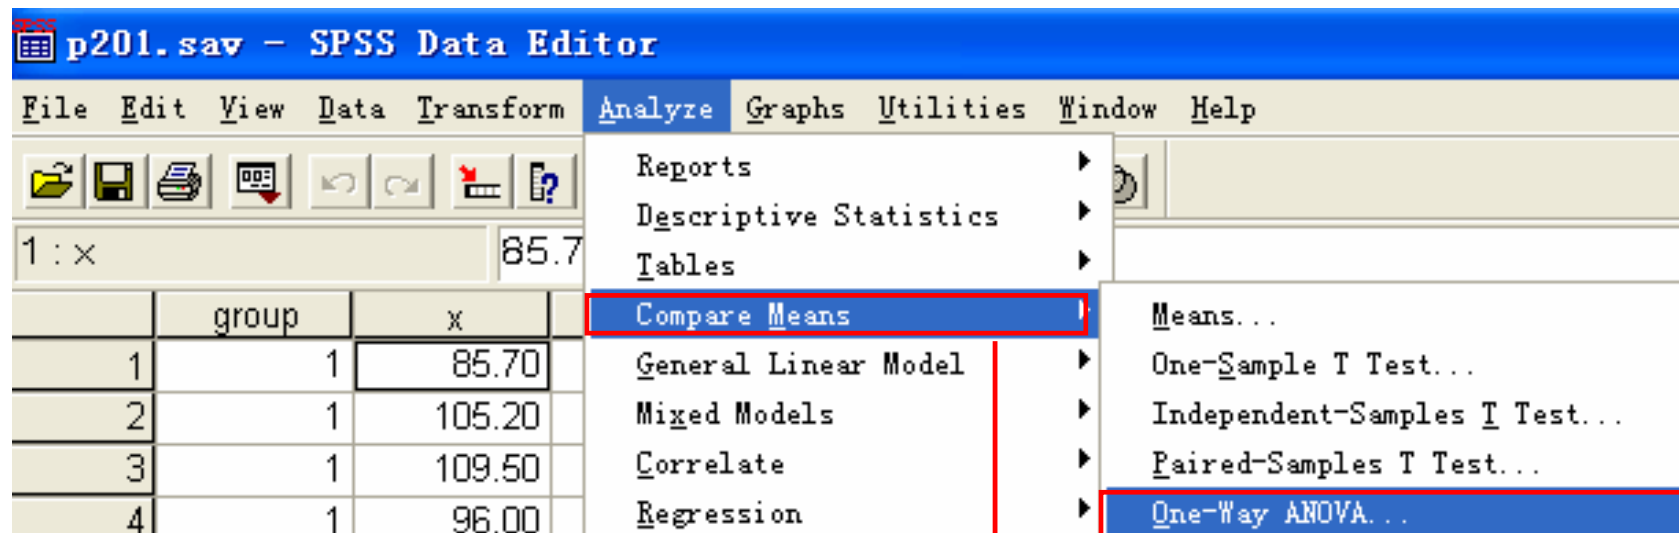 SPSS
p201.sav - SPSS Data Editor
File Edit View Data Transform Analyze Graphs Utilities Window Help
Reports
Descriptive Statistics
1 : x 85.7
Tables
group x Compare Means Means...
1 1 85.70 General Linear Model One-Sample T Test...
2 1 105.20 Mixed Models Independent-Samples T Test...
3 1 109.50 Correlate Paired-Samples T Test...
4 1 96.00 Regression One-Way ANOVA...